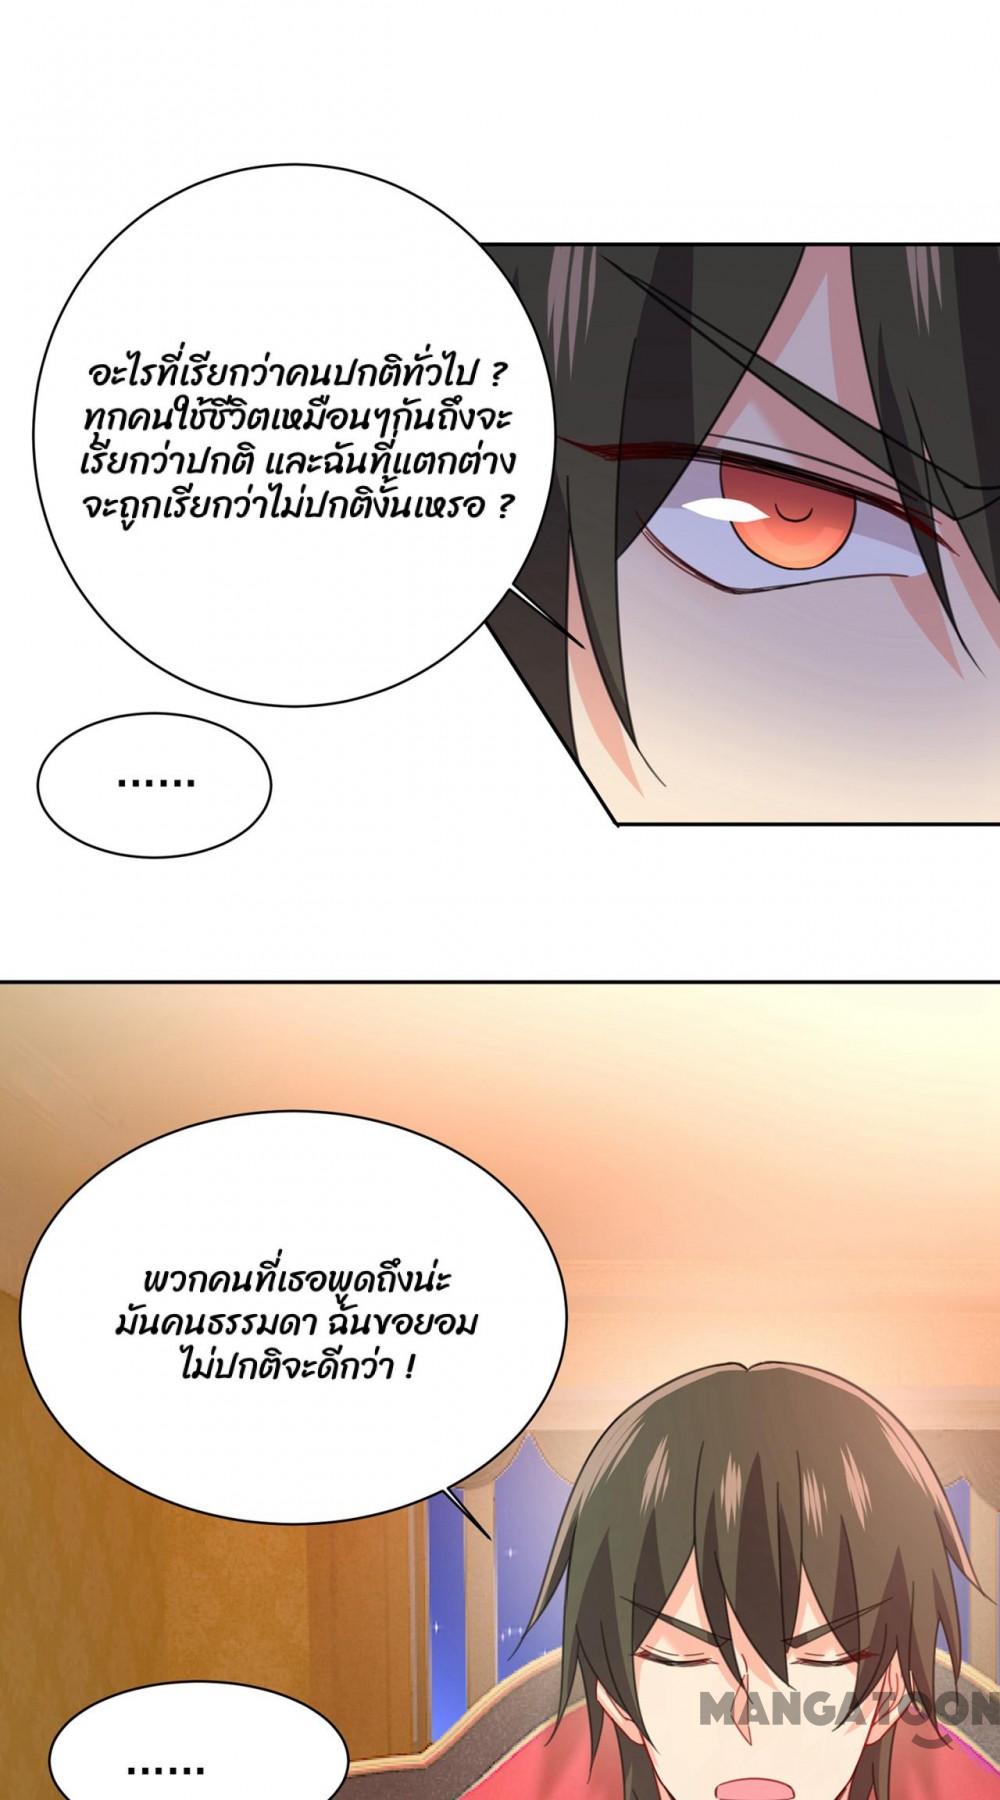 อะไรที่เรียกว่าคนปกติทั่วไป ?
ทุกคนใช้ชีวิตเหมือนๆกันถึงจะ
เรียกว่าปกติ และฉันที่แตกต่าง
จะถูกเรียกว่าไม่ปกติงั้นเหรอ ?
......
พวกคนที่เธอพูดถึงน่ะ
มันคนธรรมดา ฉันขอยอม
ไม่ปกติจะดีกว่า !
MANGATOON
......